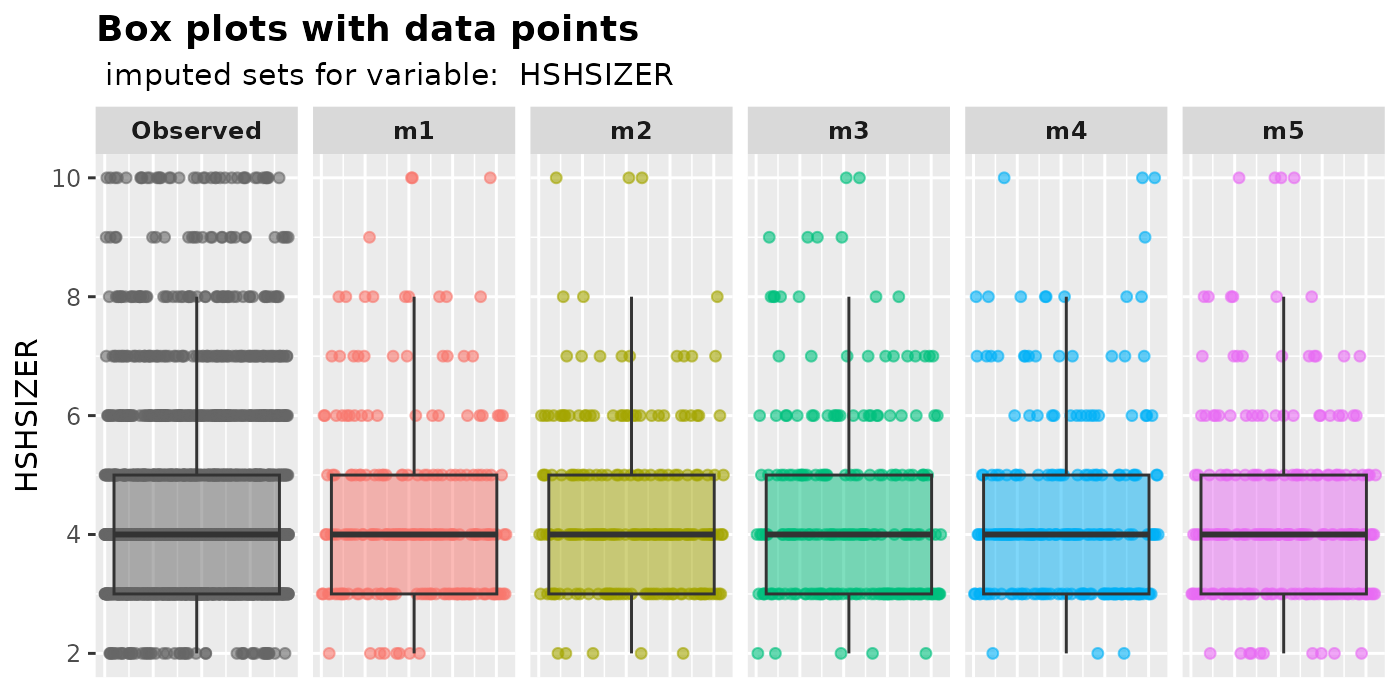 Box plots with data points
imputed sets for variable:  HSHSIZER
Observed m1 m2 m3 m4 m5
HSHSIZER
10
8
6
4
2